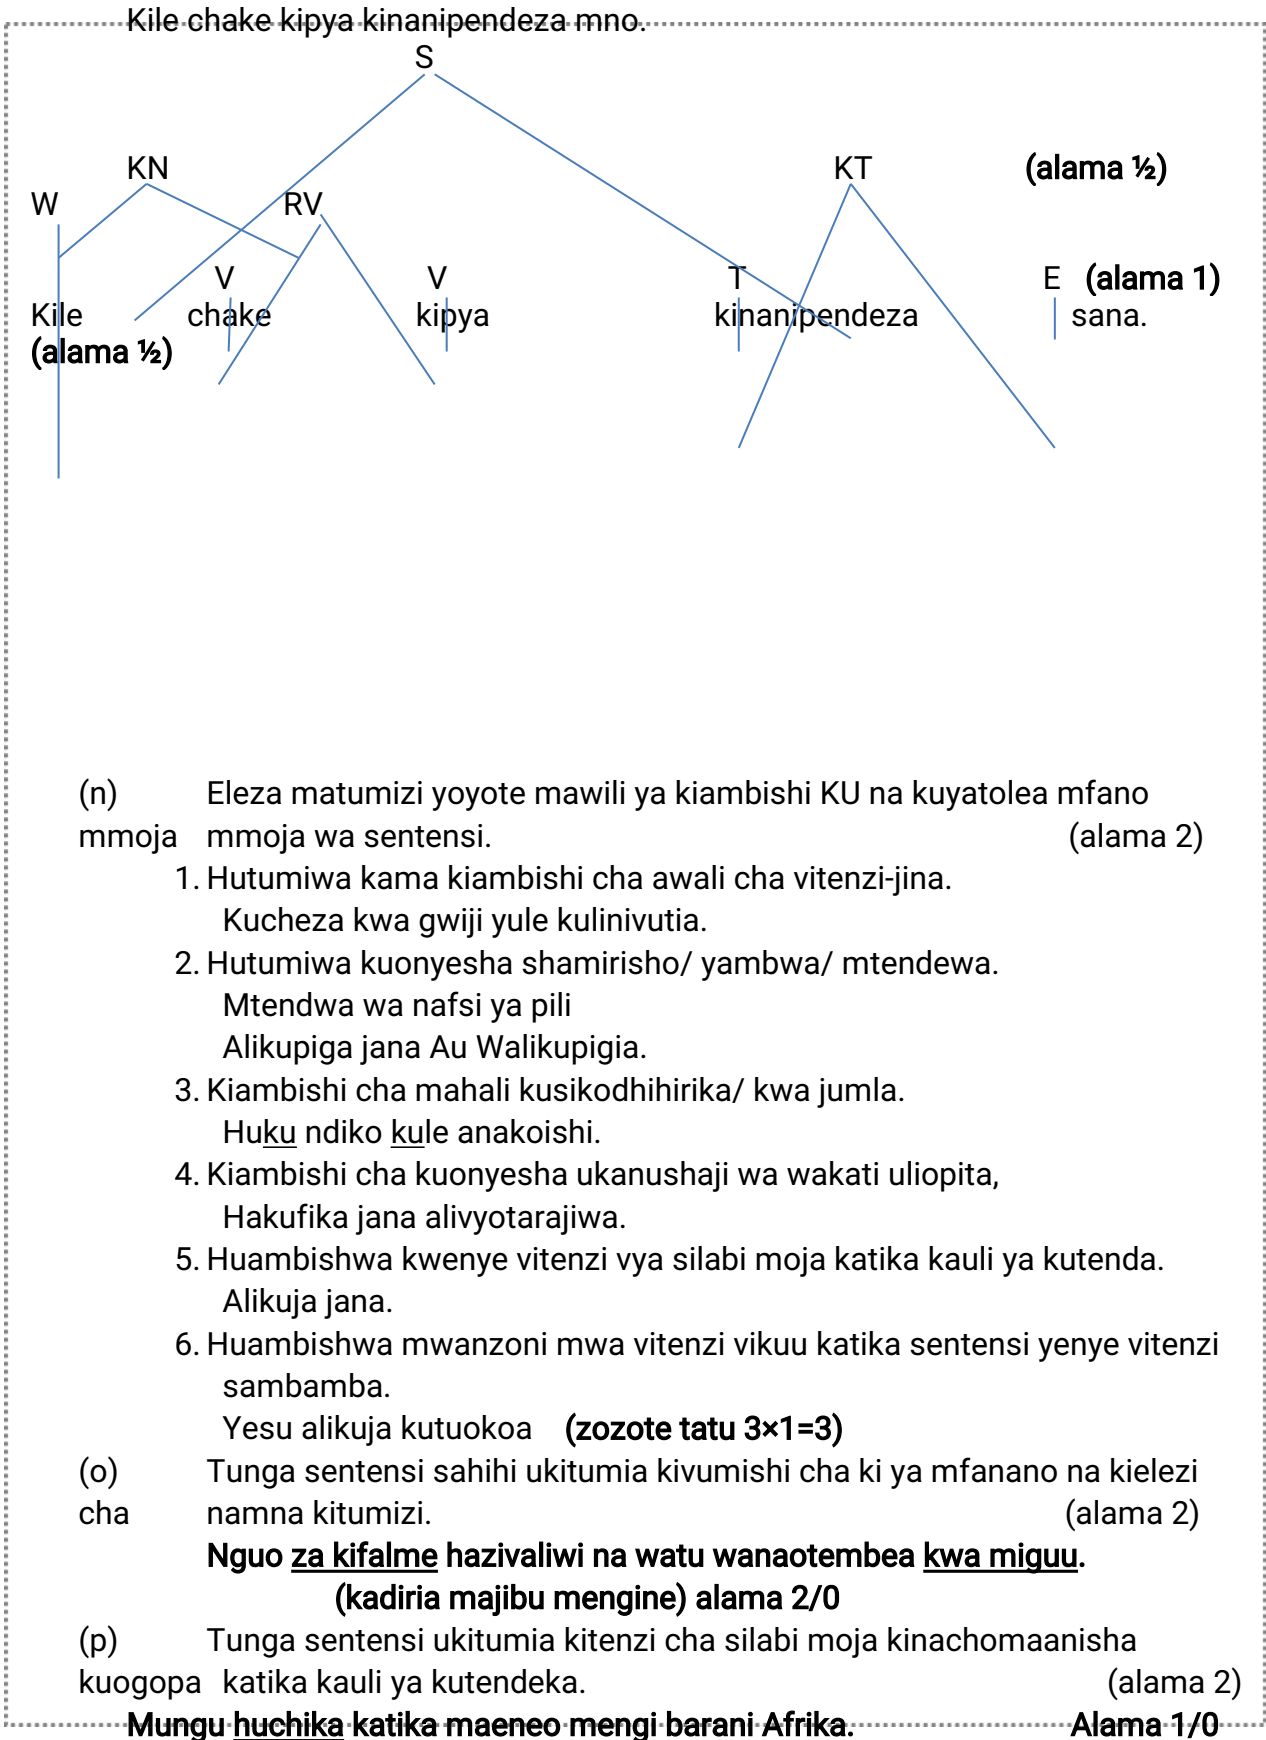 Kile chake kipya kinanipendeza mno.
S
KN KT (alama ½)
W RV
V V T E (alama 1)
Kile chake kipya kinanipendeza sana.
(alama ½)
(n) Eleza matumizi yoyote mawili ya kiambishi KU na kuyatolea mfano
mmoja mmoja wa sentensi. (alama 2)
1. Hutumiwa kama kiambishi cha awali cha vitenzi-jina.
Kucheza kwa gwiji yule kulinivutia.
2. Hutumiwa kuonyesha shamirisho/ yambwa/ mtendewa.
Mtendwa wa nafsi ya pili
Alikupiga jana Au Walikupigia.
3. Kiambishi cha mahali kusikodhihirika/ kwa jumla.
Huku ndiko kule anakoishi.
4. Kiambishi cha kuonyesha ukanushaji wa wakati uliopita,
Hakufika jana alivyotarajiwa.
5. Huambishwa kwenye vitenzi vya silabi moja katika kauli ya kutenda.
Alikuja jana.
6. Huambishwa mwanzoni mwa vitenzi vikuu katika sentensi yenye vitenzi
sambamba.
Yesu alikuja kutuokoa (zozote tatu 3×1=3)
(o) Tunga sentensi sahihi ukitumia kivumishi cha ki ya mfanano na kielezi
cha namna kitumizi. (alama 2)
Nguo za kifalme hazivaliwi na watu wanaotembea kwa miguu.
(kadiria majibu mengine) alama 2/0
(p) Tunga sentensi ukitumia kitenzi cha silabi moja kinachomaanisha
kuogopa katika kauli ya kutendeka. (alama 2)
Mungu huchika katika maeneo mengi barani Afrika. Alama 1/0